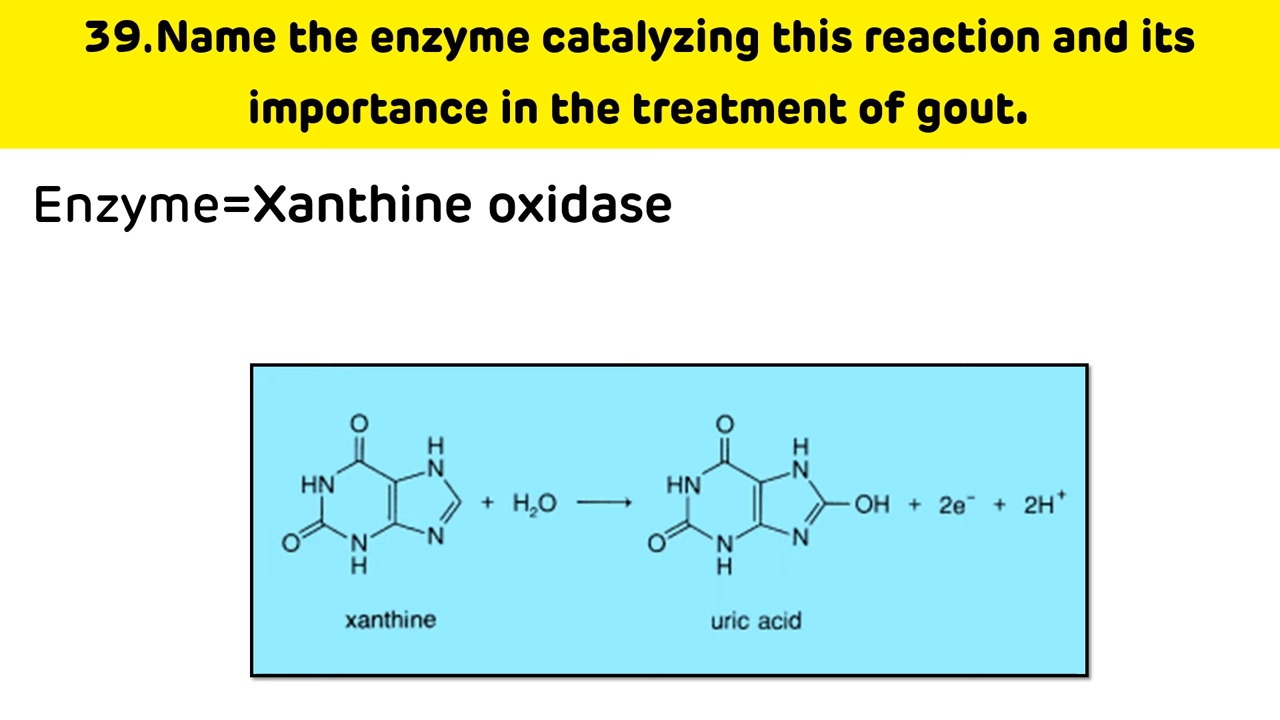 39.Name the enzyme catalyzing this reaction and its
importance in the treatment of gout.
Enzyme=Xanthine oxidase
O
H
N
HN
+ H₂O
O
N
H
N
xanthine
O
H
N
HN
OH + 2e⁻ + 2H⁺
O
N
H
N
uric acid